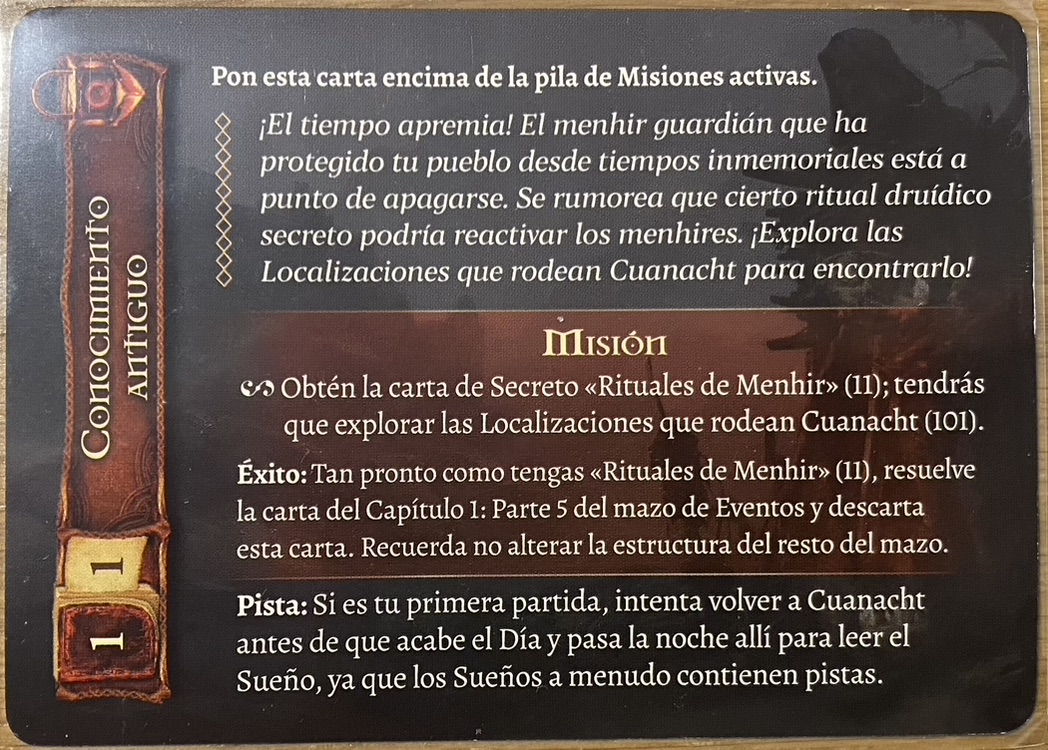 Pon esta carta encima de la pila de Misiones activas.
¡El tiempo apremia! El menhir guardián que ha
protegido tu pueblo desde tiempos inmemoriales está a
punto de apagarse. Se rumorea que cierto ritual druídico
secreto podría reactivar los menhires. ¡Explora las
Localizaciones que rodean Cuanacht para encontrarlo!
Misión
Obtén la carta de Secreto «Rituales de Menhir» (11); tendrás
que explorar las Localizaciones que rodean Cuanacht (101).
Éxito: Tan pronto como tengas «Rituales de Menhir» (11), resuelve
la carta del Capítulo 1: Parte 5 del mazo de Eventos y descarta
esta carta. Recuerda no alterar la estructura del resto del mazo.
Pista: Si es tu primera partida, intenta volver a Cuanacht
antes de que acabe el Día y pasa la noche allí para leer el
Sueño, ya que los Sueños a menudo contienen pistas.
Conocimiento
Antiguo
1
1